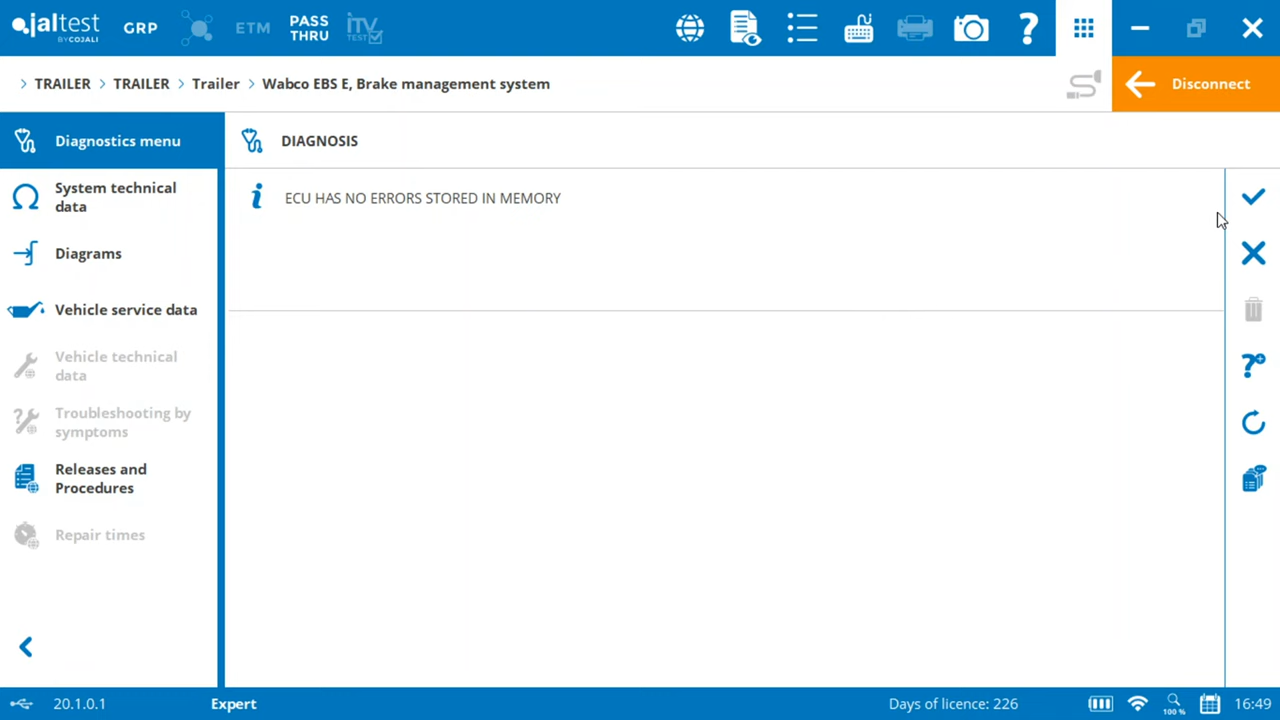 jaltest
BY COJALI
GRP
ETM
PASS
THRU
itv
TEST
TRAILER
TRAILER
Trailer
Wabco EBS E, Brake management system
Disconnect
Diagnostics menu
DIAGNOSIS
System technical
data
ECU HAS NO ERRORS STORED IN MEMORY
Diagrams
Vehicle service data
Vehicle technical
data
Troubleshooting by
symptoms
Releases and
Procedures
Repair times
20.1.0.1
Expert
Days of licence: 226
100 %
16:49